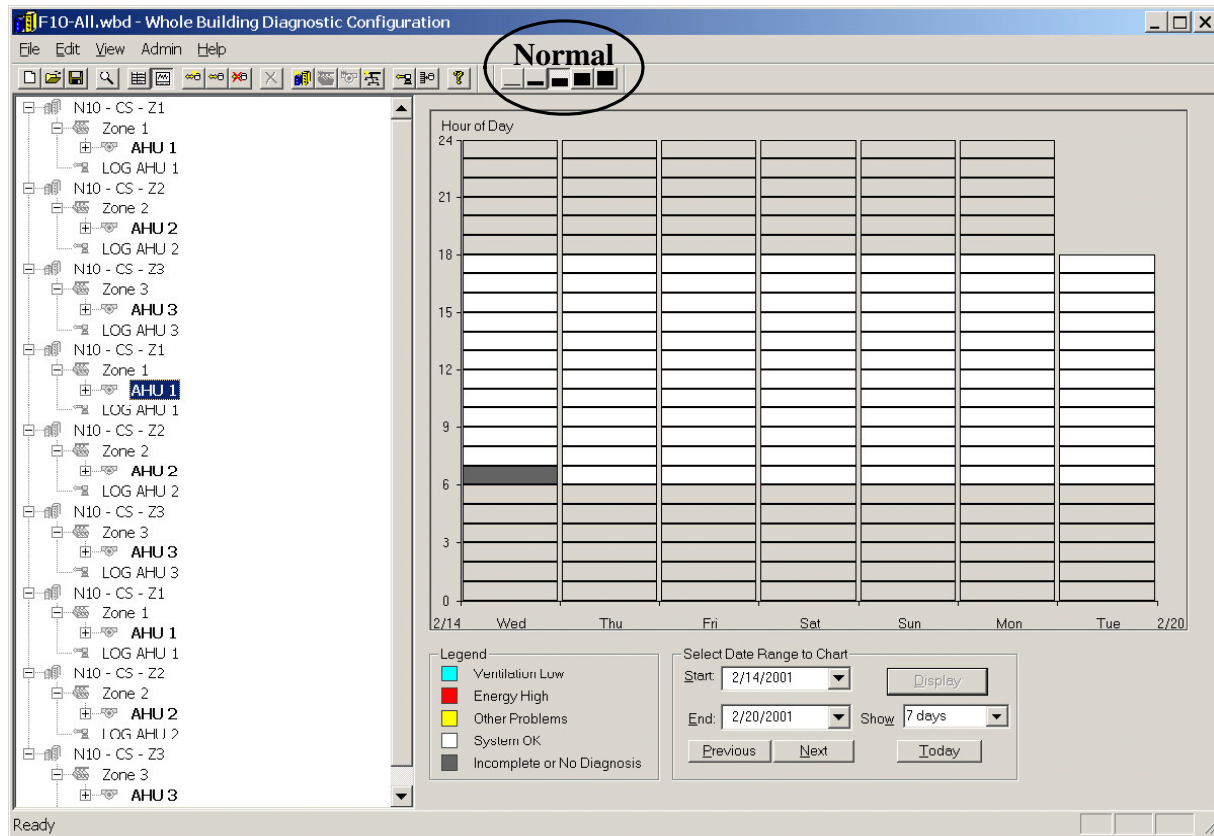 F10-All.wbd - Whole Building Diagnostic Configuration
File Edit View Admin Help
Normal
N10 - CS - Z1
Zone 1
AHU 1
LOG AHU 1
N10 - CS - Z2
Zone 2
AHU 2
LOG AHU 2
N10 - CS - Z3
Zone 3
AHU 3
LOG AHU 3
N10 - CS - Z1
Zone 1
AHU 1
LOG AHU 1
N10 - CS - Z2
Zone 2
AHU 2
LOG AHU 2
N10 - CS - Z3
Zone 3
AHU 3
LOG AHU 3
N10 - CS - Z1
Zone 1
AHU 1
LOG AHU 1
N10 - CS - Z2
Zone 2
AHU 2
LOG AHU 2
N10 - CS - Z3
Zone 3
AHU 3
Hour of Day
24
21
18
15
12
9
6
3
0
2/14 Wed Thu Fri Sat Sun Mon Tue 2/20
Legend
Ventilation Low
Energy High
Other Problems
System OK
Incomplete or No Diagnosis
Select Date Range to Chart
Start: 2/14/2001 Display
End: 2/20/2001 Show 7 days
Previous Next Today
Ready